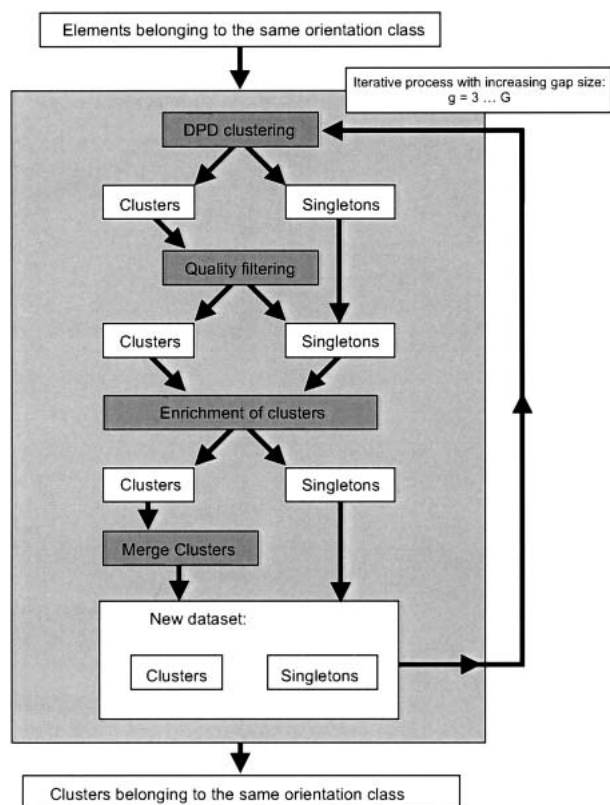 Elements belonging to the same orientation class
Iterative process with increasing gap size:
g = 3 ... G
DPD clustering
Clusters
Singletons
Quality filtering
Clusters
Singletons
Enrichment of clusters
Clusters
Singletons
Merge Clusters
New dataset:
Clusters
Singletons
Clusters belonging to the same orientation class